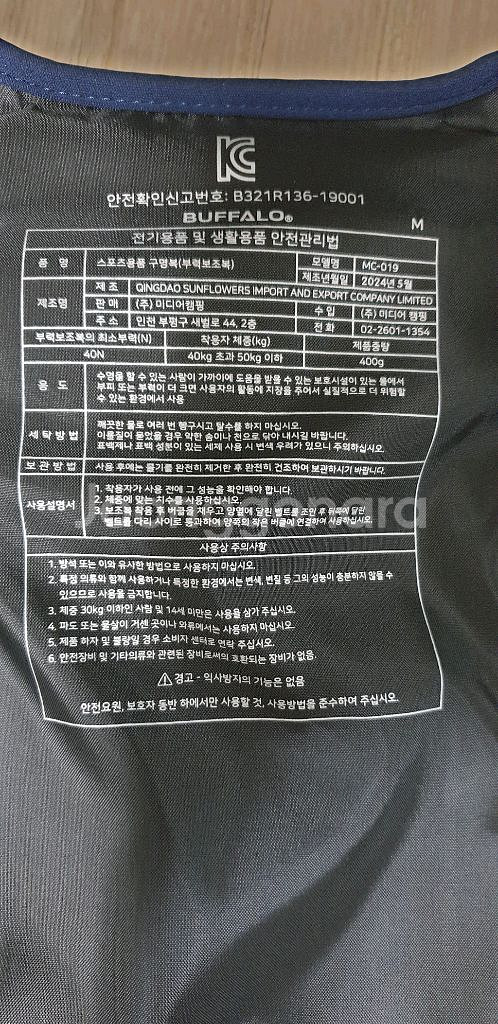 KC
안전확인신고번호: B321R136-19001
BUFFALO®
M
전기용품 및 생활용품 안전관리법
품 명 스포츠용품 구명복(부력보조복) 모델명 MC-019
제조년월일 2024년 5월
제조명 제 조 QINGDAO SUNFLOWERS IMPORT AND EXPORT COMPANY LIMITED
판 매 (주) 미디어캠핑 수 입 (주) 미디어 캠핑
주 소 인천 부평구 새벌로 44, 2층 전 화 02-2601-1354
부력보조복의 최소부력(N) 착용자 체중(kg) 제품중량
40N 40kg 초과 50kg 이하 400g
용 도 수영을 할 수 있는 사람이 가까이에 도움을 받을 수 있는 보호시설이 있는 물에서
부피 또는 부력이 더 크면 사용자의 활동에 지장을 주어서 실질적으로 더 위험할
수 있는 환경에서 사용
세 탁 방 법 깨끗한 물로 여러 번 헹구시고 탈수를 하지 마십시오.
이물질이 묻었을 경우 약한 솜이나 천으로 닦아 내시길 바랍니다.
표백제나 표백 성분이 있는 세제 사용 시 변색 우려가 있으니 주의하십시오.
보 관 방 법 사용 후에는 물기를 완전히 제거한 후 완전히 건조하여 보관하시기 바랍니다.
사용설명서 1. 착용자가 사용 전에 그 성능을 확인해야 합니다.
2. 체중에 맞는 치수를 사용하십시오.
3. 보조복 착용 후 버클을 채우고 양옆에 달린 벨트를 조인 후 뒤쪽에 달린
벨트를 다리 사이로 통과하여 앞쪽의 작은 버클에 연결하여 사용하십시오.
사용상 주의사항
1. 방석 또는 이와 유사한 방법으로 사용하지 마십시오.
2. 특정 의류와 함께 사용하거나 특정한 환경에서는 변색, 변질 등 그의 성능이 충분하지 않을 수
있으므로 사용을 금지합니다.
3. 체중 30kg 이하인 사람 및 14세 미만은 사용을 삼가 주십시오.
4. 파도 또는 물살이 거센 곳이나 의류에서는 사용하지 마십시오.
5. 제품 하자 및 불량일 경우 소비자 센터로 연락 주십시오.
6. 안전장비 및 기타의류와 관련된 장비로써의 호환되는 장비가 없음.
⚠경고 - 익사방지의 기능은 없음
안전요원, 보호자 동반 하에서만 사용할 것, 사용방법을 준수하여 주십시오.